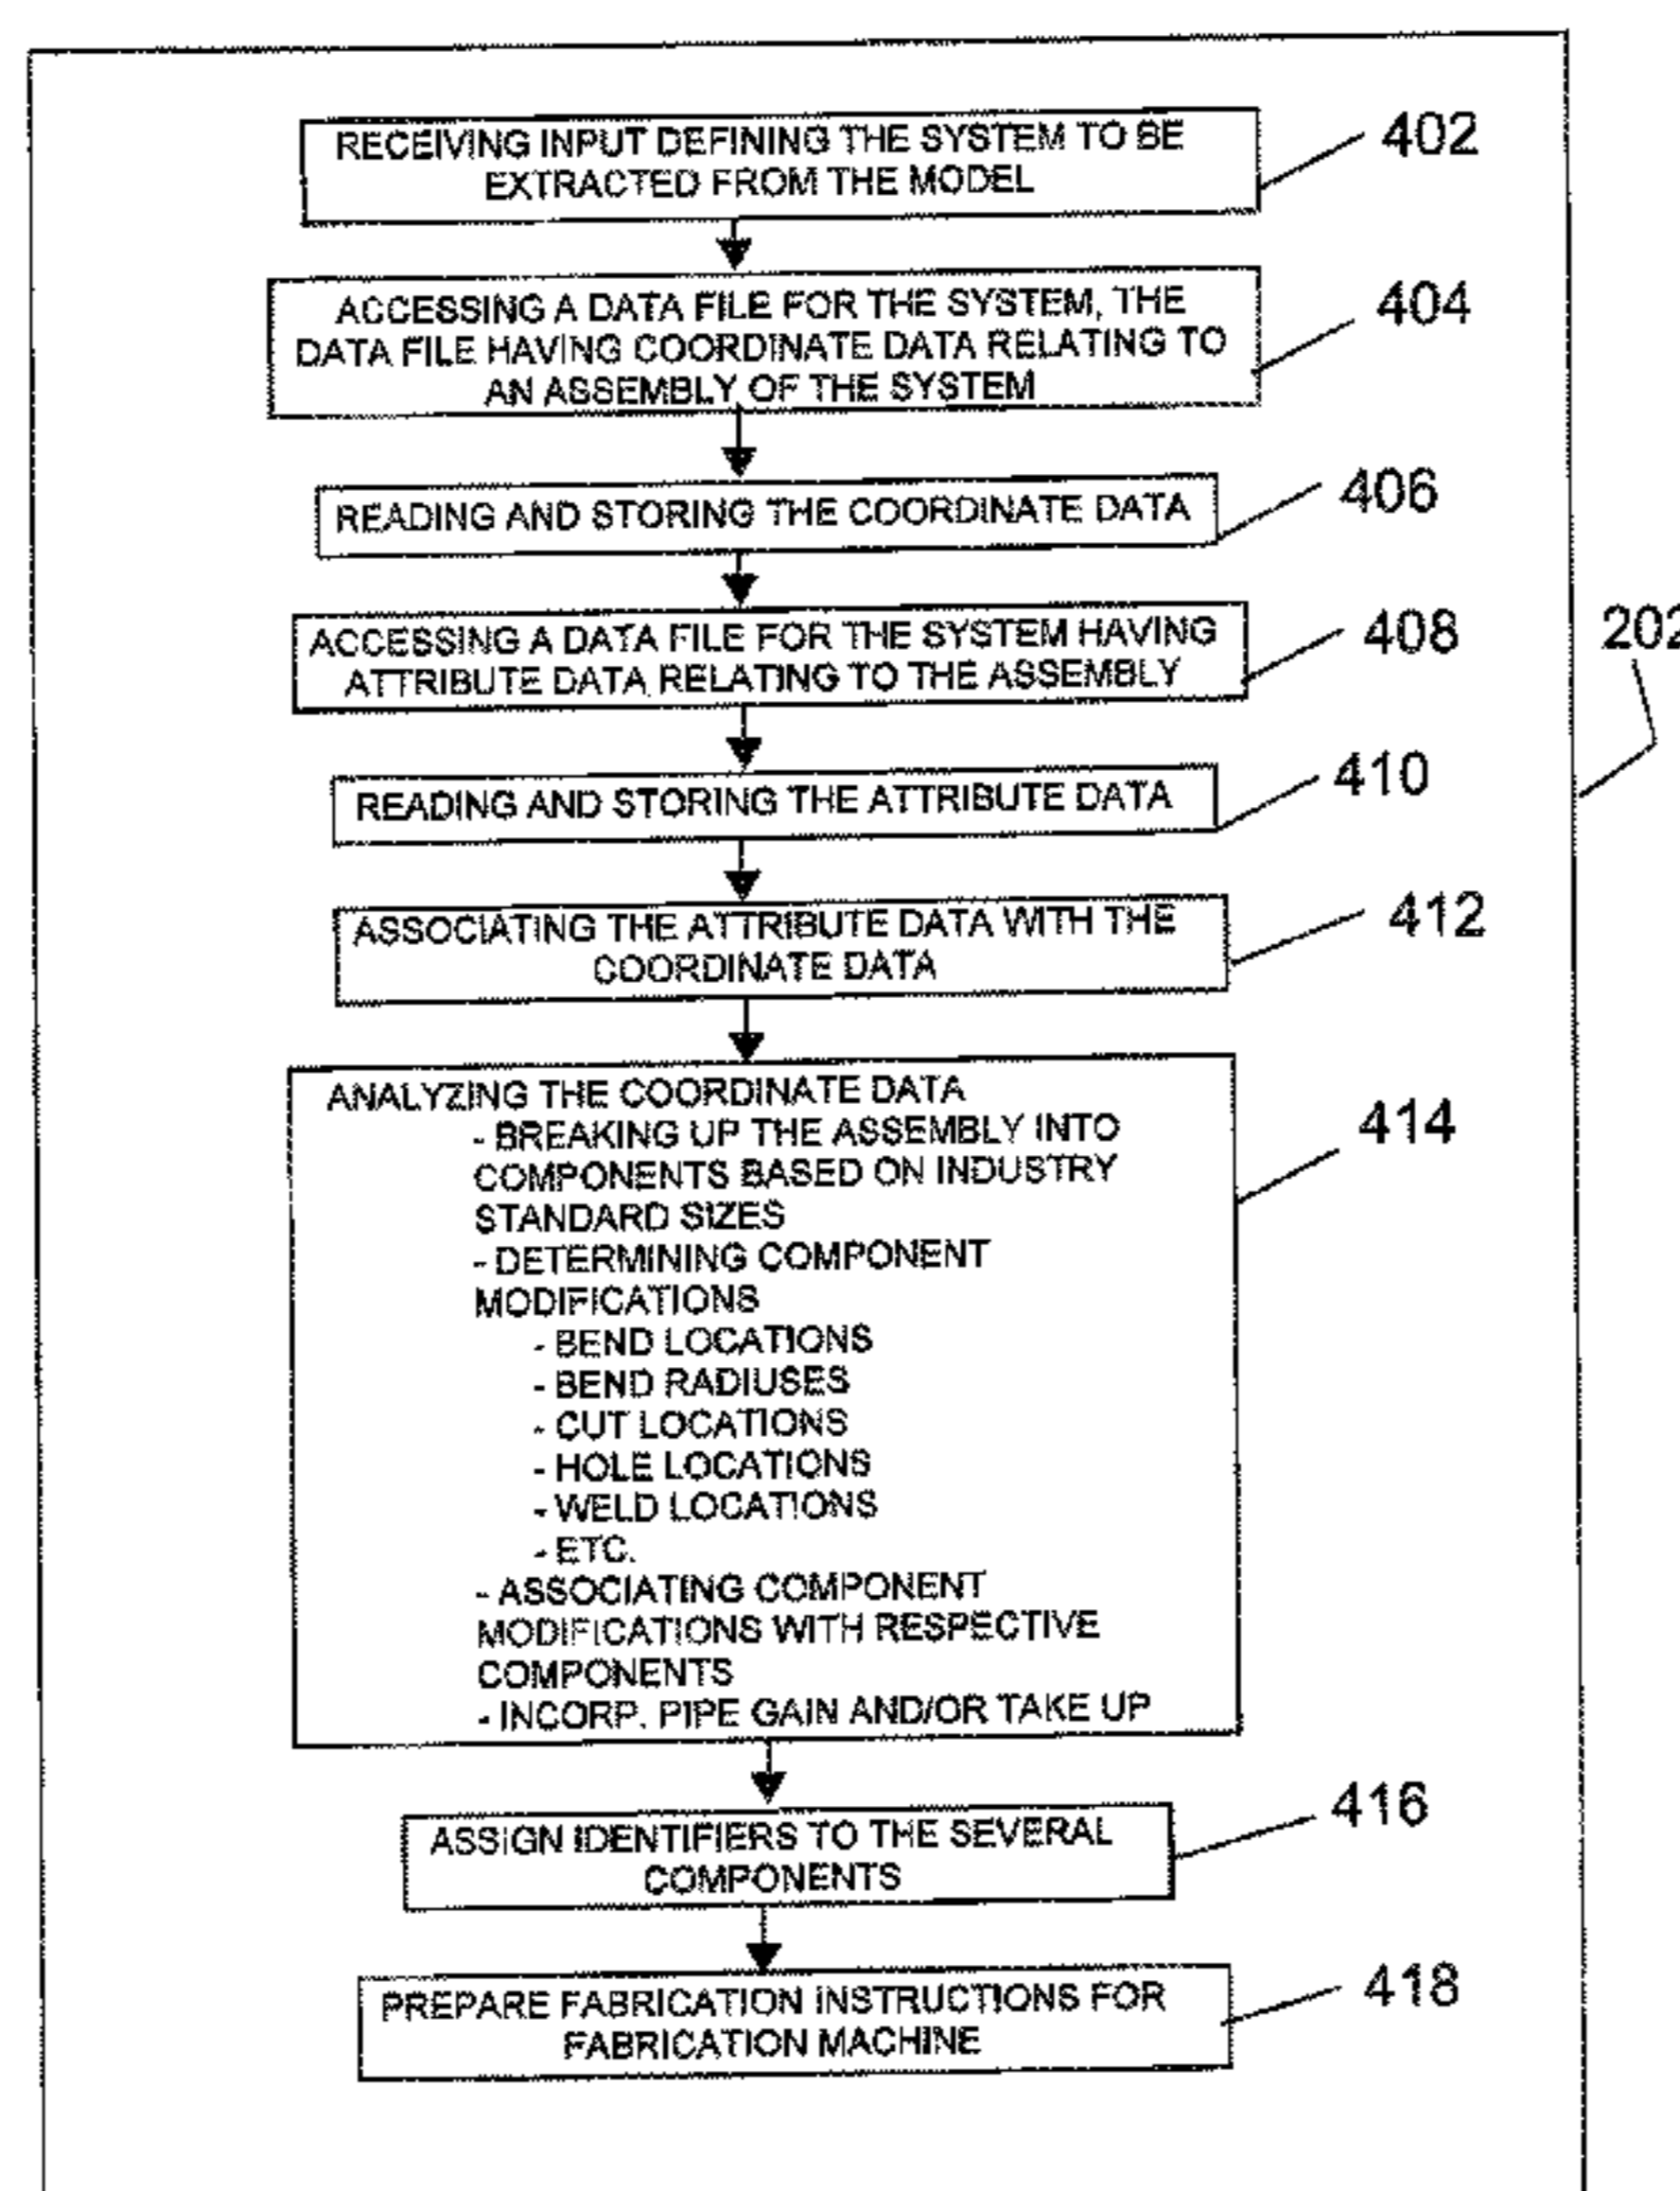 RECEIVING INPUT DEFINING THE SYSTEM TO BE
EXTRACTED FROM THE MODEL
402
ACCESSING A DATA FILE FOR THE SYSTEM, THE
DATA FILE HAVING COORDINATE DATA RELATING TO
AN ASSEMBLY OF THE SYSTEM
404
READING AND STORING THE COORDINATE DATA
406
ACCESSING A DATA FILE FOR THE SYSTEM HAVING
ATTRIBUTE DATA RELATING TO THE ASSEMBLY
408
202
READING AND STORING THE ATTRIBUTE DATA
410
ASSOCIATING THE ATTRIBUTE DATA WITH THE
COORDINATE DATA
412
ANALYZING THE COORDINATE DATA
- BREAKING UP THE ASSEMBLY INTO
COMPONENTS BASED ON INDUSTRY
STANDARD SIZES
- DETERMINING COMPONENT
MODIFICATIONS
- BEND LOCATIONS
- BEND RADIUSES
- CUT LOCATIONS
- HOLE LOCATIONS
- WELD LOCATIONS
- ETC.
- ASSOCIATING COMPONENT
MODIFICATIONS WITH RESPECTIVE
COMPONENTS
- INCORP. PIPE GAIN AND/OR TAKE UP
414
ASSIGN IDENTIFIERS TO THE SEVERAL
COMPONENTS
416
PREPARE FABRICATION INSTRUCTIONS FOR
FABRICATION MACHINE
418